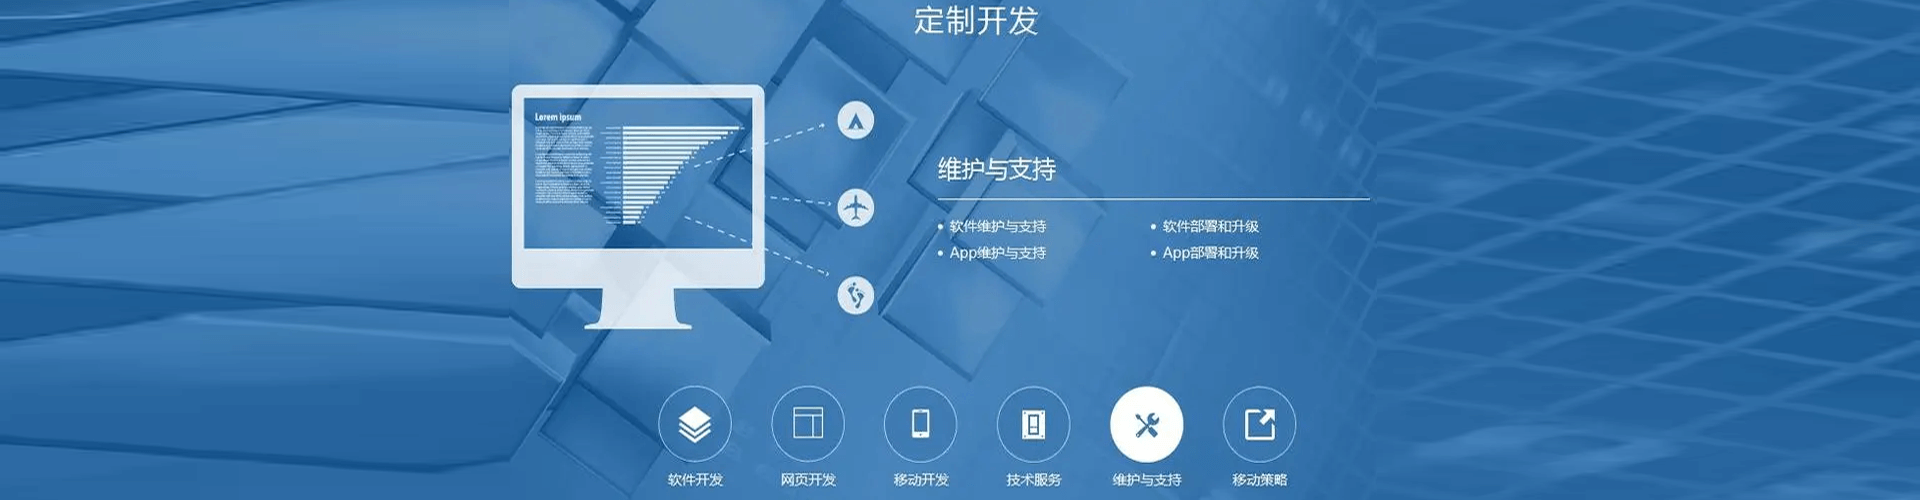 定制开发
Lorem ipsum
维护与支持
软件维护与支持
软件部署和升级
App维护与支持
App部署和升级
软件开发
网页开发
移动开发
技术服务
维护与支持
移动策略